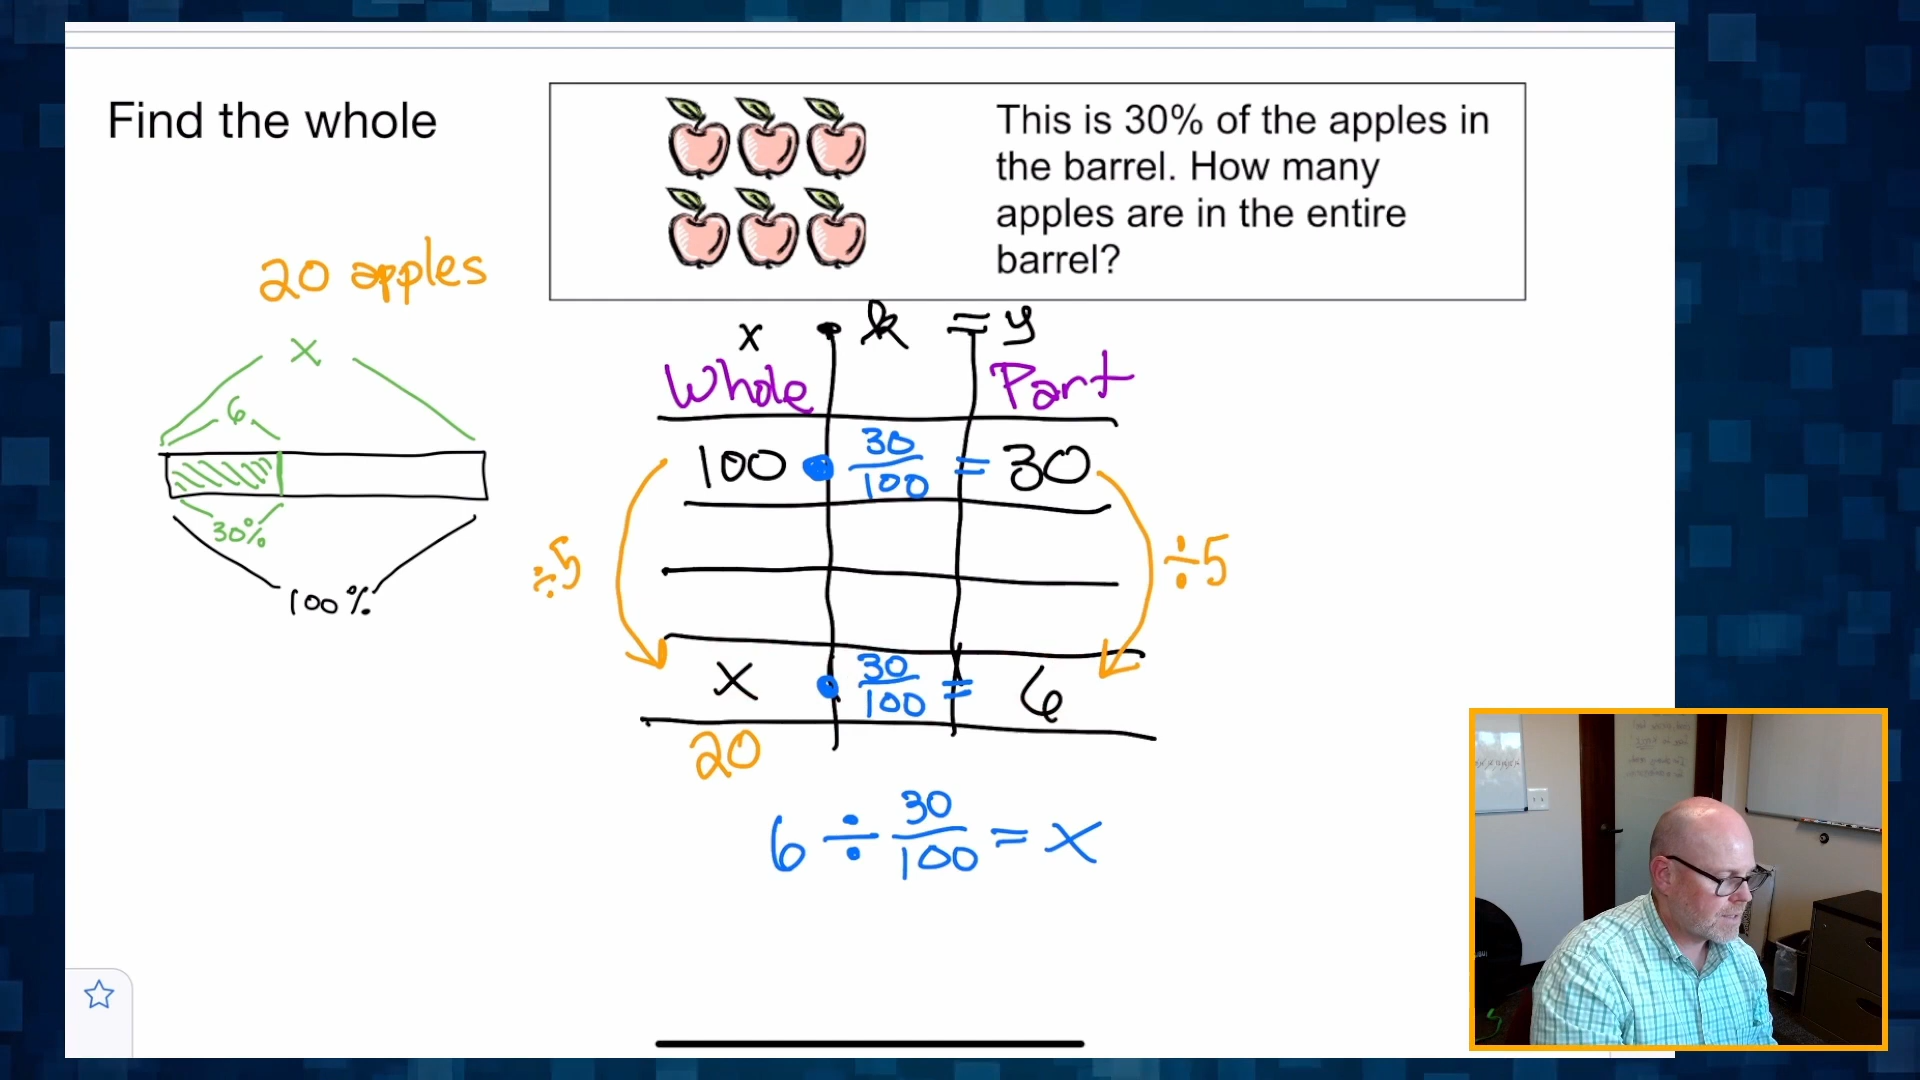 Find the whole
This is 30% of the apples in
the barrel. How many
apples are in the entire
barrel?
20 apples
x
6
30%
100%
x • k = y
Whole Part
100 • 30/100 = 30
÷5 ÷5
x • 30/100 = 6
20
6 ÷ 30/100 = x